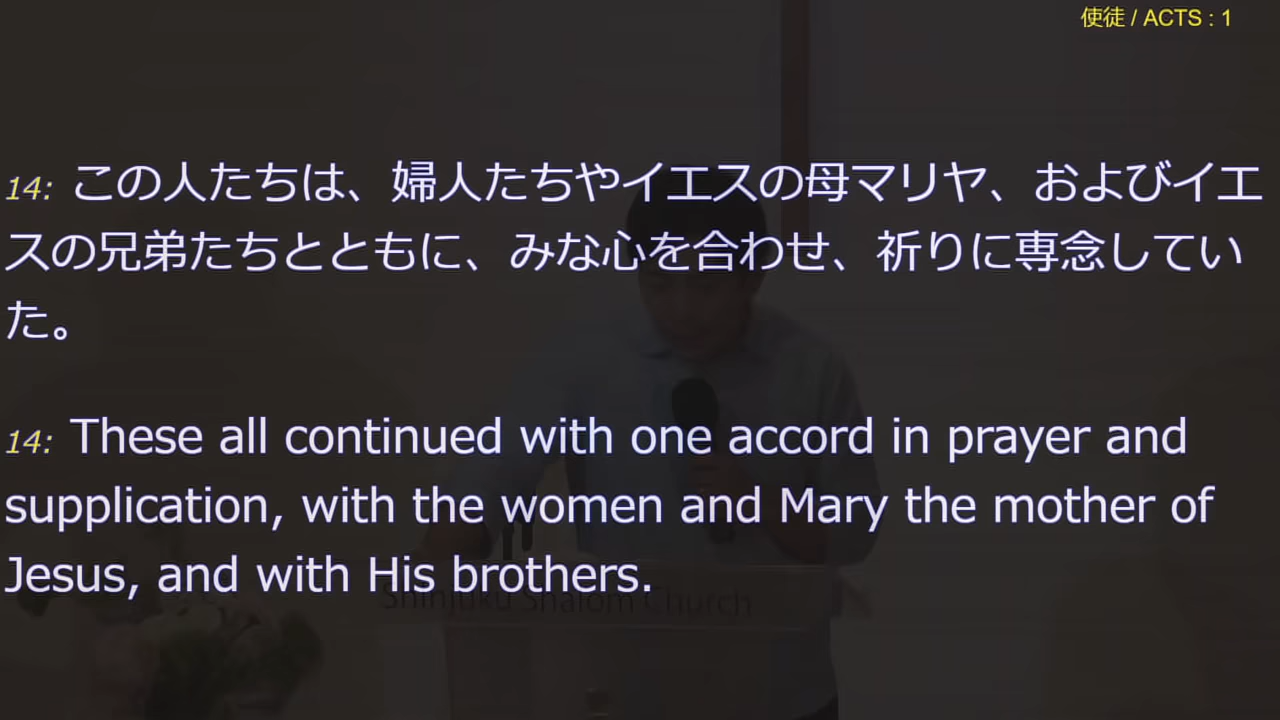 使徒 / ACTS : 1
14: この人たちは、婦人たちやイエスの母マリヤ、およびイエ
スの兄弟たちとともに、みな心を合わせ、祈りに専念してい
た。
14: These all continued with one accord in prayer and
supplication, with the women and Mary the mother of
Jesus, and with His brothers.
Shinjuku Shalom Church